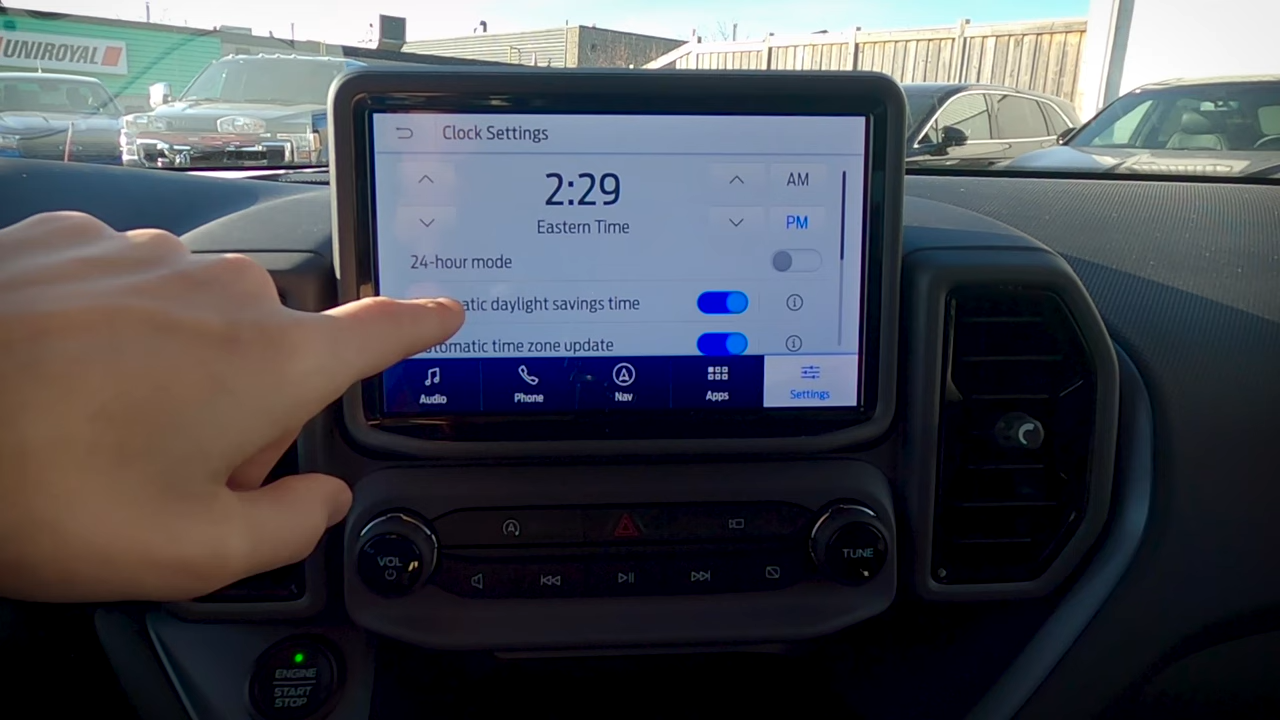 UNIROYAL
Clock Settings
2:29
AM
Eastern Time
PM
24-hour mode
atic daylight savings time
utomatic time zone update
Audio
Phone
Nav
Apps
Settings
VOL
TUNE
ENGINE
START
STOP